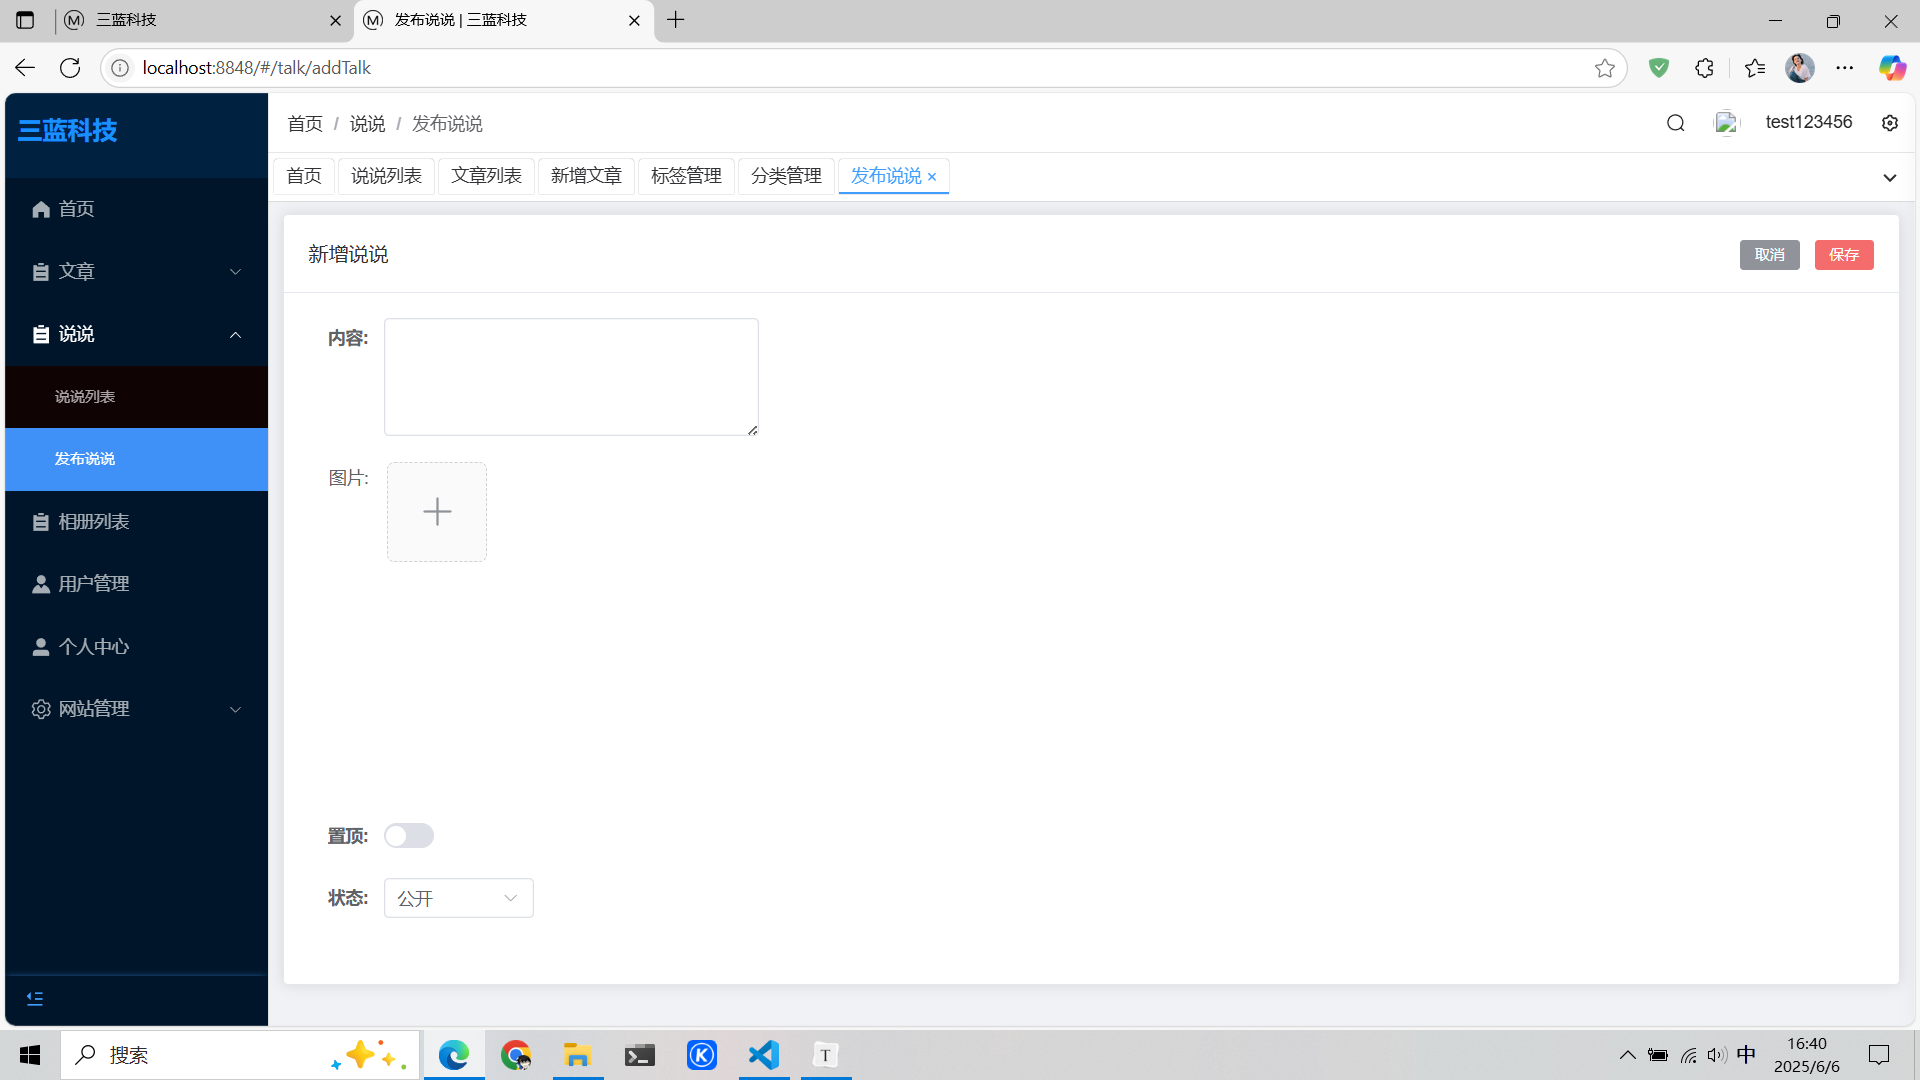 三蓝科技
发布说说 | 三蓝科技
localhost:8848/#/talk/addTalk
三蓝科技
首页 / 说说 / 发布说说
test123456
首页 说说列表 文章列表 新增文章 标签管理 分类管理 发布说说 ×
首页
文章
说说
说说列表
发布说说
相册列表
用户管理
个人中心
网站管理
新增说说
取消 保存
内容:
图片:
置顶:
状态: 公开
搜索
T
中
16:40
2025/6/6